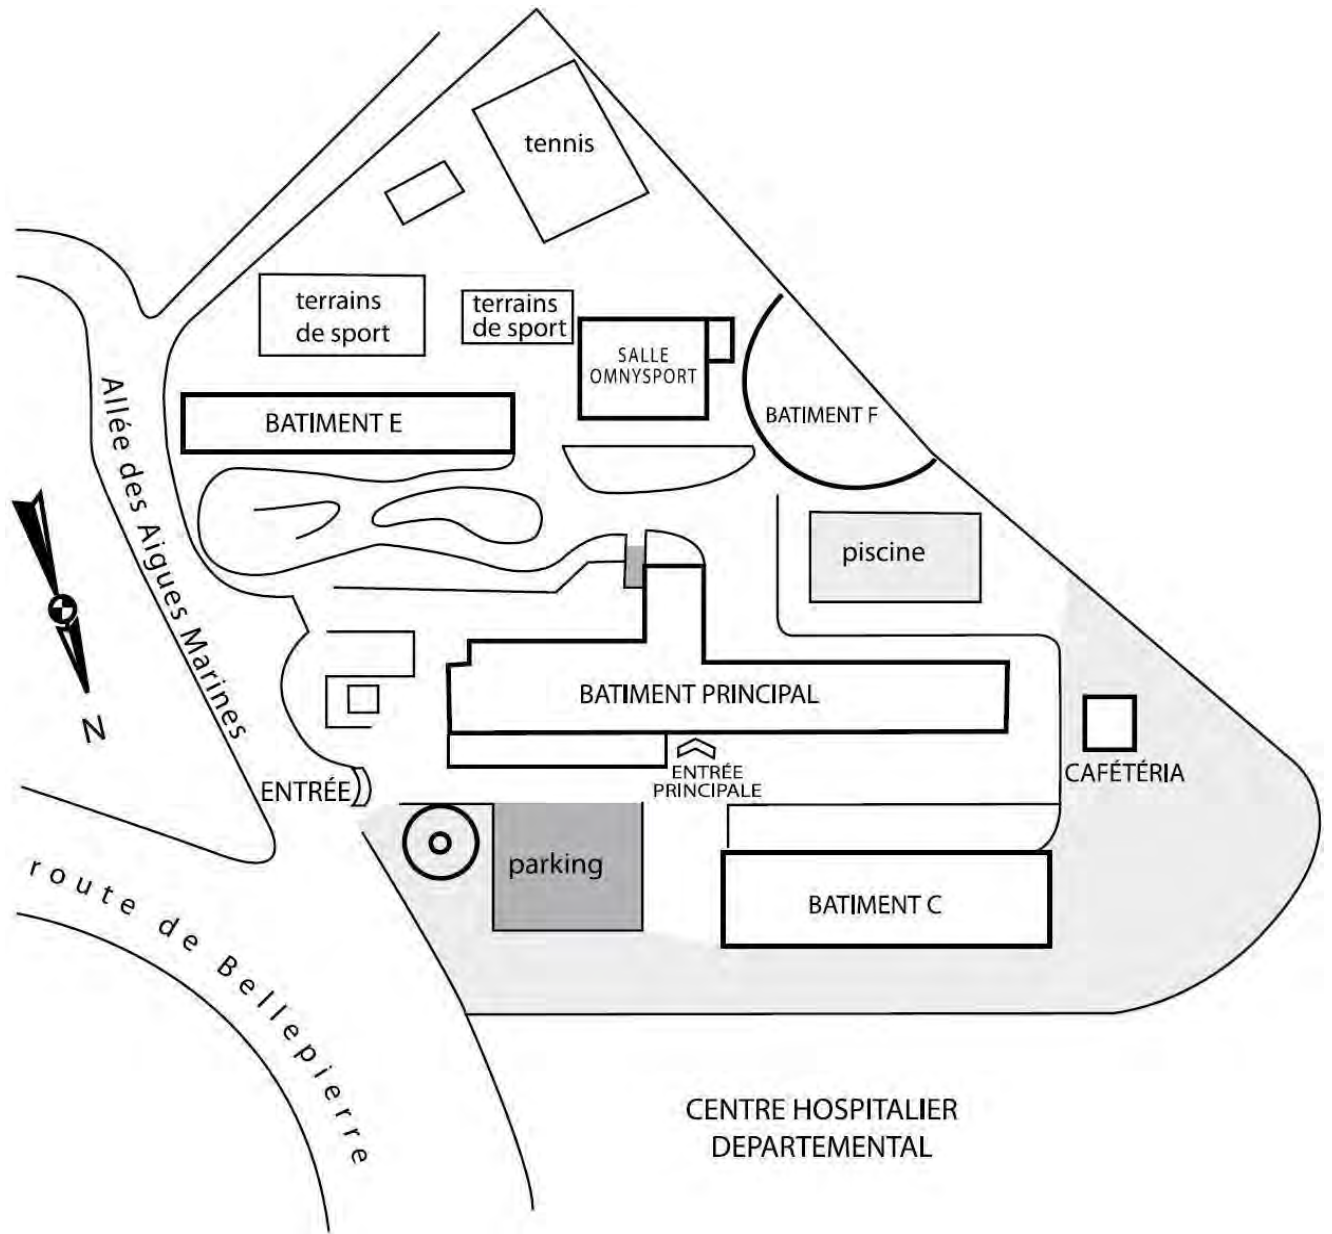 tennis
terrains
de sport
terrains
de sport
SALLE
OMNYSPORT
BATIMENT E
BATIMENT F
Allée des Aigues Marines
piscine
N
BATIMENT PRINCIPAL
ENTRÉE
PRINCIPALE
CAFÉTÉRIA
ENTRÉE
parking
BATIMENT C
route de Bellepierre
CENTRE HOSPITALIER
DEPARTEMENTAL